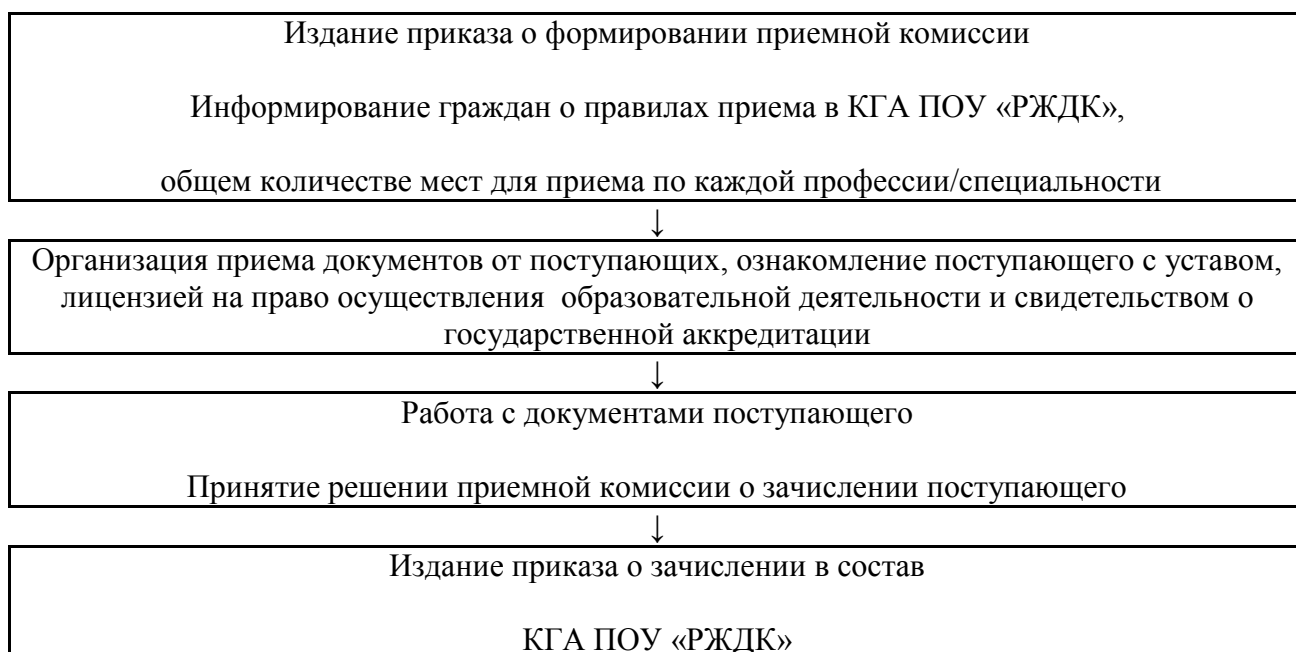 Издание приказа о формировании приемной комиссии
Информирование граждан о правилах приема в КГА ПОУ «РЖДК»,
общем количестве мест для приема по каждой профессии/специальности
↓
Организация приема документов от поступающих, ознакомление поступающего с уставом,
лицензией на право осуществления образовательной деятельности и свидетельством о
государственной аккредитации
↓
Работа с документами поступающего
Принятие решении приемной комиссии о зачислении поступающего
↓
Издание приказа о зачислении в состав
КГА ПОУ «РЖДК»